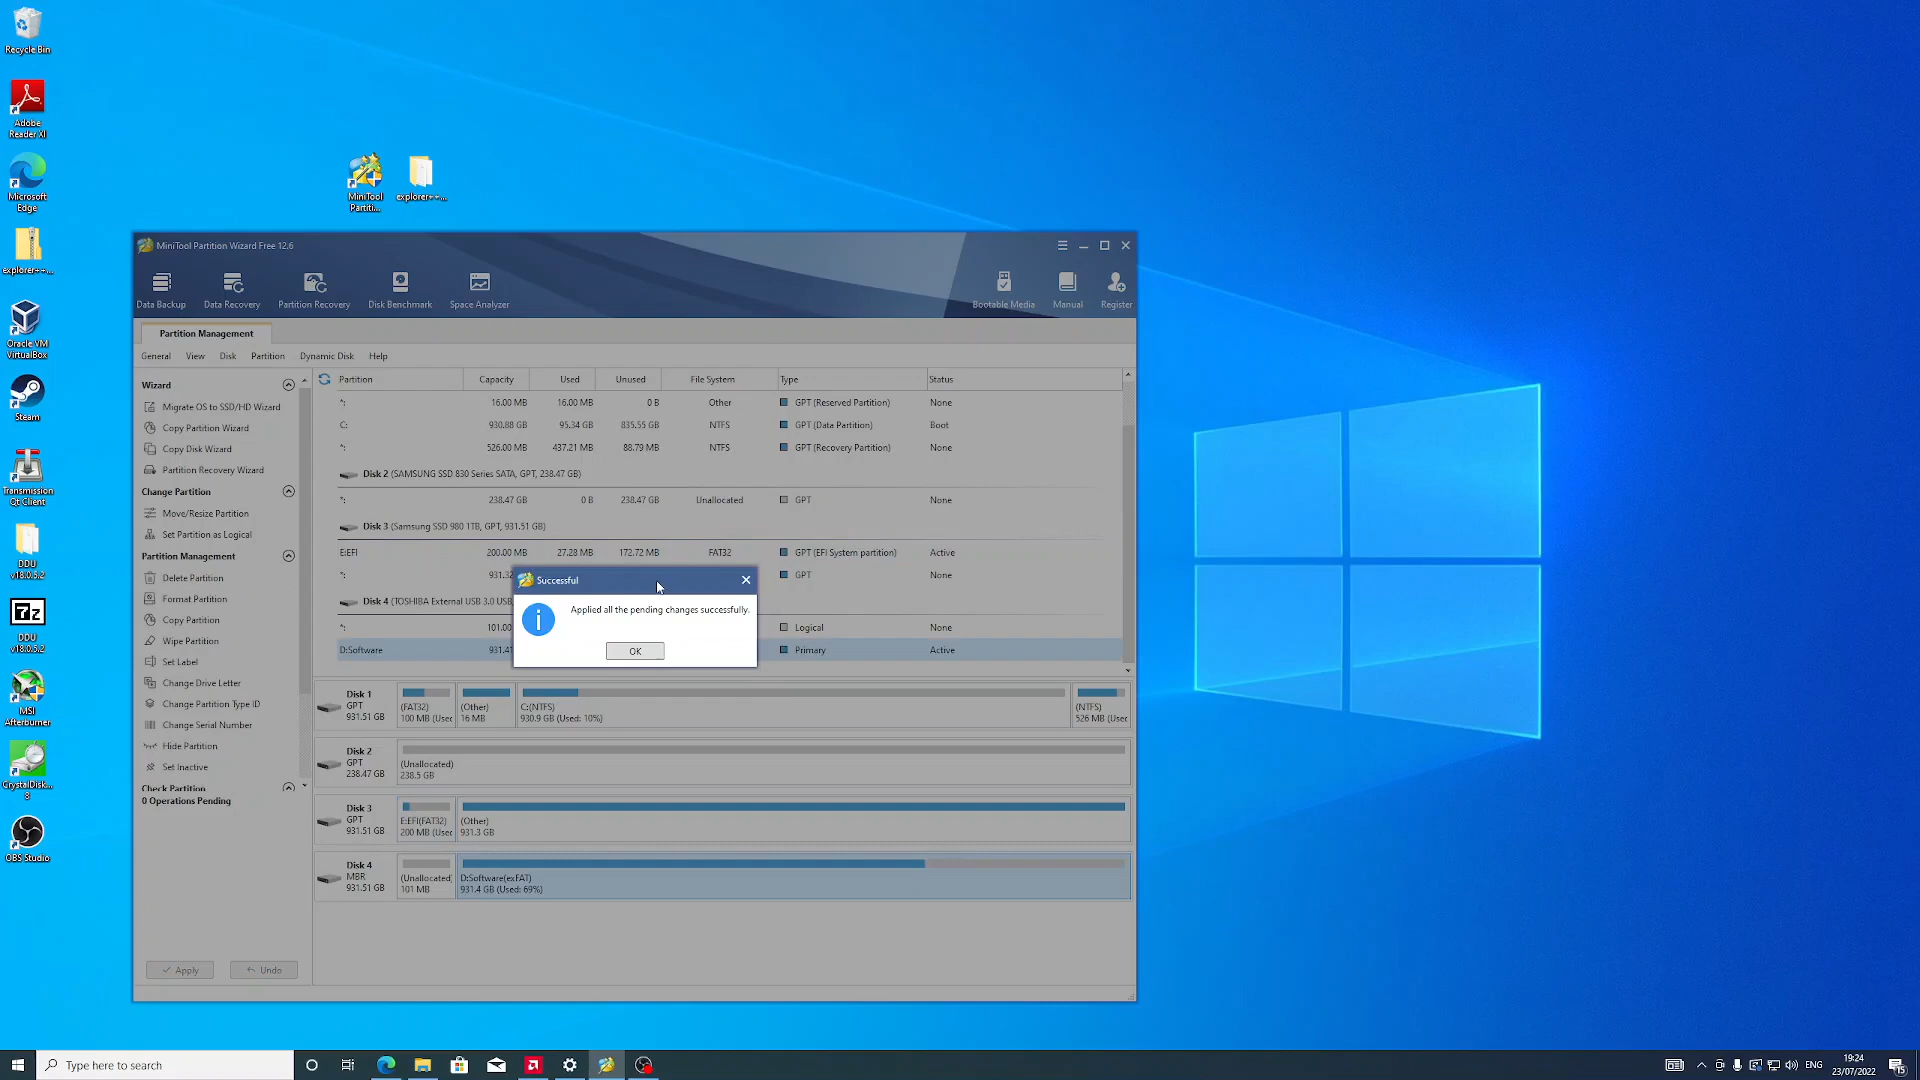 Recycle Bin
Adobe
Reader XI
Microsoft
Edge
explorer++...
Oracle VM
VirtualBox
Steam
Transmission
Qt Client
DDU
v18.0.5.2
DDU
v18.0.5.2
MSI
Afterburner
CrystalDisk...
8
OBS Studio
MiniTool
Partiti...
explorer++...
MiniTool Partition Wizard Free 12.6
Data Backup
Data Recovery
Partition Recovery
Disk Benchmark
Space Analyzer
Bootable Media
Manual
Register
Partition Management
General View Disk Partition Dynamic Disk Help
Wizard
Migrate OS to SSD/HD Wizard
Copy Partition Wizard
Copy Disk Wizard
Partition Recovery Wizard
Change Partition
Move/Resize Partition
Set Partition as Logical
Partition Management
Delete Partition
Format Partition
Copy Partition
Wipe Partition
Set Label
Change Drive Letter
Change Partition Type ID
Change Serial Number
Hide Partition
Set Inactive
Check Partition
0 Operations Pending
Apply Undo
Partition Capacity Used Unused File System Type Status
*: 16.00 MB 16.00 MB 0 B Other GPT (Reserved Partition) None
C: 930.88 GB 95.34 GB 835.55 GB NTFS GPT (Data Partition) Boot
*: 526.00 MB 437.21 MB 88.79 MB NTFS GPT (Recovery Partition) None
Disk 2 (SAMSUNG SSD 830 Series SATA, GPT, 238.47 GB)
*: 238.47 GB 0 B 238.47 GB Unallocated GPT None
Disk 3 (Samsung SSD 980 1TB, GPT, 931.51 GB)
E:EFI 200.00 MB 27.28 MB 172.72 MB FAT32 GPT (EFI System partition) Active
*: 931.32 GPT None
Disk 4 (TOSHIBA External USB 3.0 USB,
*: 101.00 Logical None
D:Software 931.41 Primary Active
Successful
Applied all the pending changes successfully.
OK
Disk 1
GPT
931.51 GB
(FAT32)
100 MB (Used
(Other)
16 MB
C:(NTFS)
930.9 GB (Used: 10%)
(NTFS)
526 MB (Used
Disk 2
GPT
238.47 GB
(Unallocated)
238.5 GB
Disk 3
GPT
931.51 GB
E:EFI(FAT32)
200 MB (Used
(Other)
931.3 GB
Disk 4
MBR
931.51 GB
(Unallocated)
101 MB
D:Software(exFAT)
931.4 GB (Used: 69%)
Type here to search
ENG
19:24
23/07/2022
15